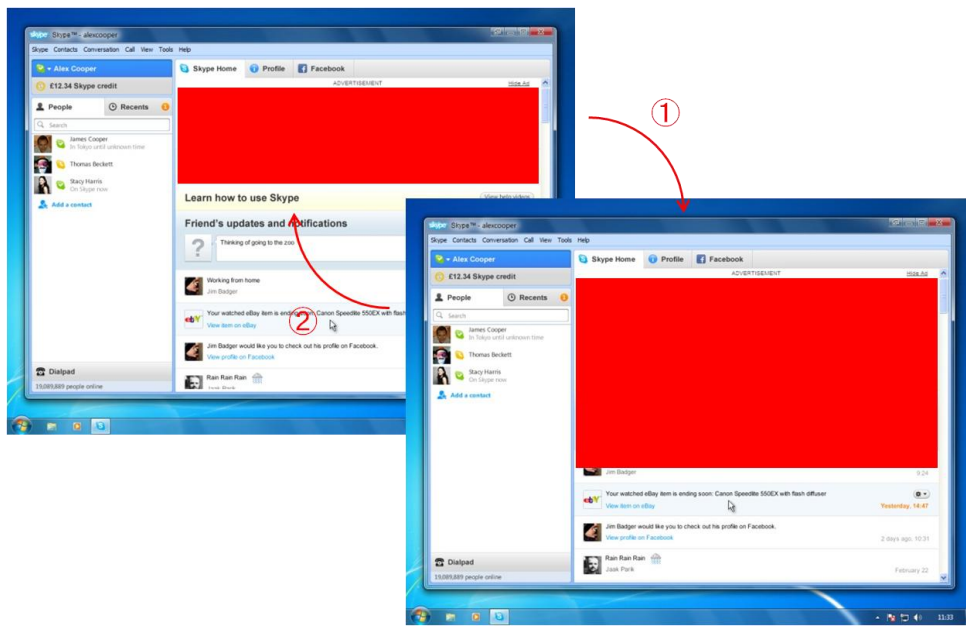 skype Skype™ - alexcooper
Skype Contacts Conversation Call View Tools Help
Alex Cooper
£12.34 Skype credit
People
Recents
Search
James Cooper
In Tokyo until unknown time
Thomas Beckett
Stacy Harris
On Skype now
Add a contact
Dialpad
19,089,889 people online
Skype Home Profile Facebook
ADVERTISEMENT Hide Ad
Learn how to use Skype View help videos
Friend's updates and notifications
?
Thinking of going to the zoo
Working from home
Jim Badger
ebY Your watched eBay item is ending soon: Canon Speedlite 550EX with flash
View item on eBay
Jim Badger would like you to check out his profile on Facebook.
View profile on Facebook
Rain Rain Rain
Jaak Parik
①
②
skype Skype™ - alexcooper
Skype Contacts Conversation Call View Tools Help
Alex Cooper
£12.34 Skype credit
People
Recents
Search
James Cooper
In Tokyo until unknown time
Thomas Beckett
Stacy Harris
On Skype now
Add a contact
Dialpad
19,089,889 people online
Skype Home Profile Facebook
ADVERTISEMENT Hide Ad
Jim Badger 9:24
ebY Your watched eBay item is ending soon: Canon Speedlite 550EX with flash diffuser
View item on eBay Yesterday, 14:47
Jim Badger would like you to check out his profile on Facebook.
View profile on Facebook 2 days ago, 10:31
Rain Rain Rain
Jaak Parik February 22
11:33